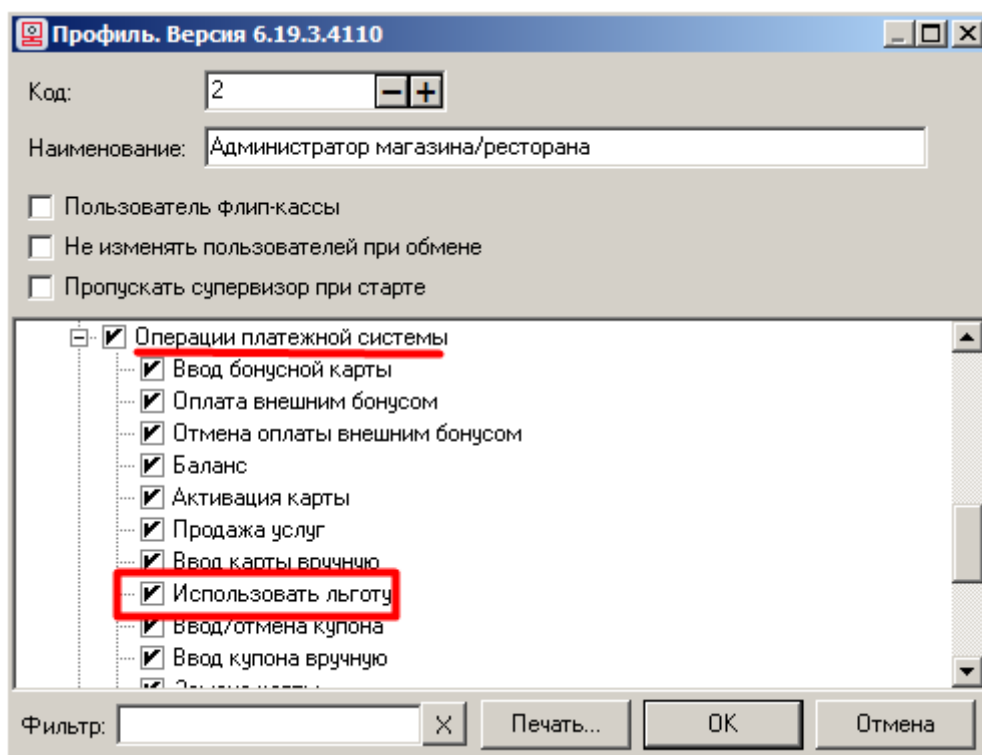 Профиль. Версия 6.19.3.4110
Код: 2
Наименование: Администратор магазина/ресторана
Пользователь флип-кассы
Не изменять пользователей при обмене
Пропускать супервизор при старте
Операции платежной системы
Ввод бонусной карты
Оплата внешним бонусом
Отмена оплаты внешним бонусом
Баланс
Активация карты
Продажа услуг
Ввод карты вручную
Использовать льготу
Ввод/отмена купона
Ввод купона вручную
Фильтр: X Печать... OK Отмена